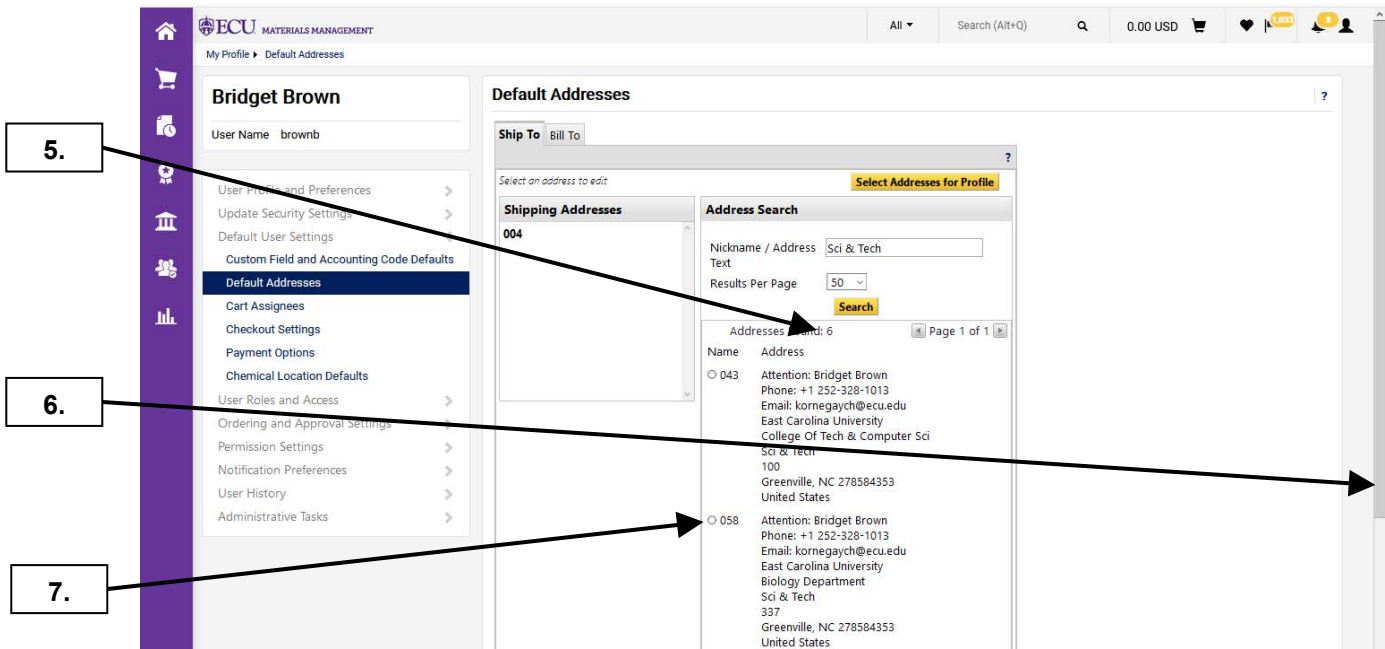 ECU MATERIALS MANAGEMENT
All Search (Alt+Q) 0.00 USD 8
My Profile Default Addresses
Bridget Brown
User Name brownb
5.
6.
7.
User Profile and Preferences
Update Security Settings
Default User Settings
Custom Field and Accounting Code Defaults
Default Addresses
Cart Assignees
Checkout Settings
Payment Options
Chemical Location Defaults
User Roles and Access
Ordering and Approval Settings
Permission Settings
Notification Preferences
User History
Administrative Tasks
Default Addresses ?
Ship To Bill To
?
Select an address to edit Select Addresses for Profile
Shipping Addresses
004
Address Search
Nickname / Address Sci & Tech
Text
Results Per Page 50
Search
Addresses Found: 6 Page 1 of 1
Name Address
043 Attention: Bridget Brown
Phone: +1 252-328-1013
Email: kornegaych@ecu.edu
East Carolina University
College Of Tech & Computer Sci
Sci & Tech
100
Greenville, NC 278584353
United States
058 Attention: Bridget Brown
Phone: +1 252-328-1013
Email: kornegaych@ecu.edu
East Carolina University
Biology Department
Sci & Tech
337
Greenville, NC 278584353
United States